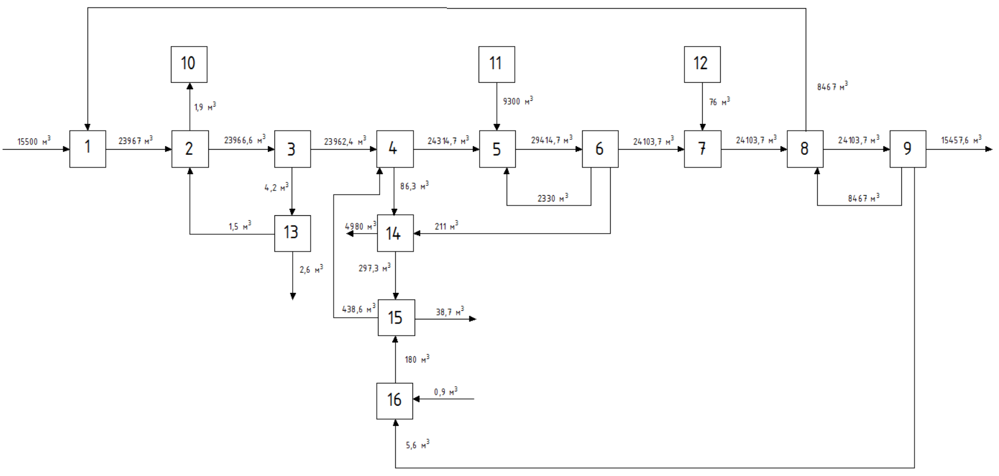 10
11
12
8467 м³
1,9 м³
9300 м³
76 м³
15500 м³
1
23967 м³
2
23966,6 м³
3
23962,4 м³
4
24314,7 м³
5
29414,7 м³
6
24103,7 м³
7
24103,7 м³
8
24103,7 м³
9
15457,6 м³
4,2 м³
86,3 м³
2330 м³
8467 м³
1,5 м³
13
4980 м³
14
211 м³
2,6 м³
297,3 м³
438,6 м³
15
38,7 м³
180 м³
16
0,9 м³
5,6 м³